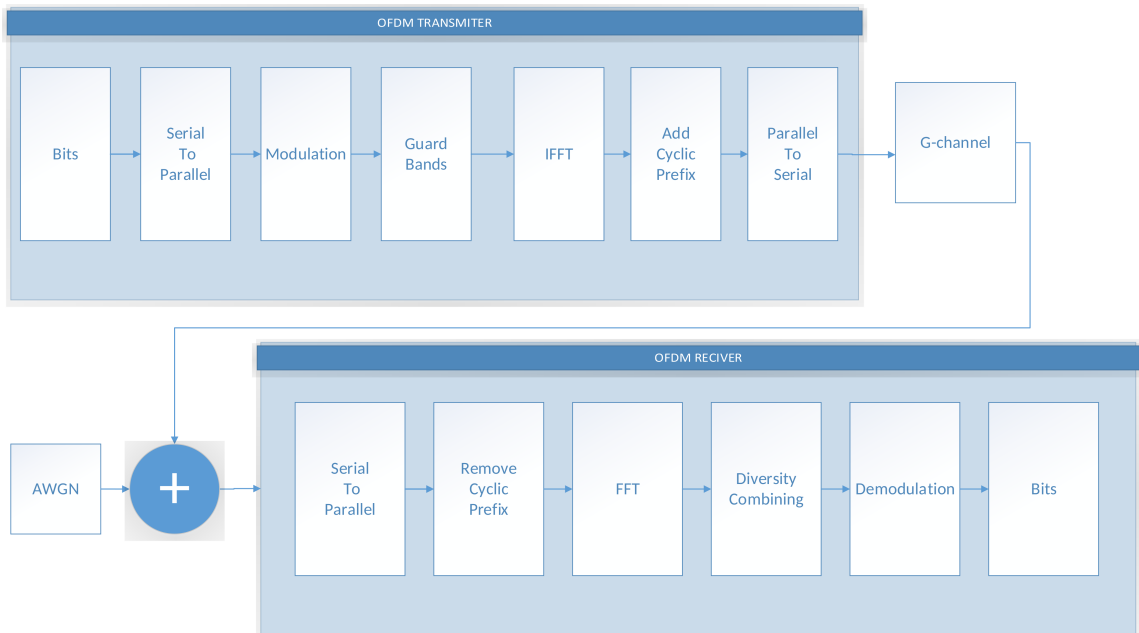 OFDM TRANSMITER
Bits
Serial
To
Parallel
Modulation
Guard
Bands
IFFT
Add
Cyclic
Prefix
Parallel
To
Serial
G-channel
OFDM RECIVER
AWGN
+
Serial
To
Parallel
Remove
Cyclic
Prefix
FFT
Diversity
Combining
Demodulation
Bits